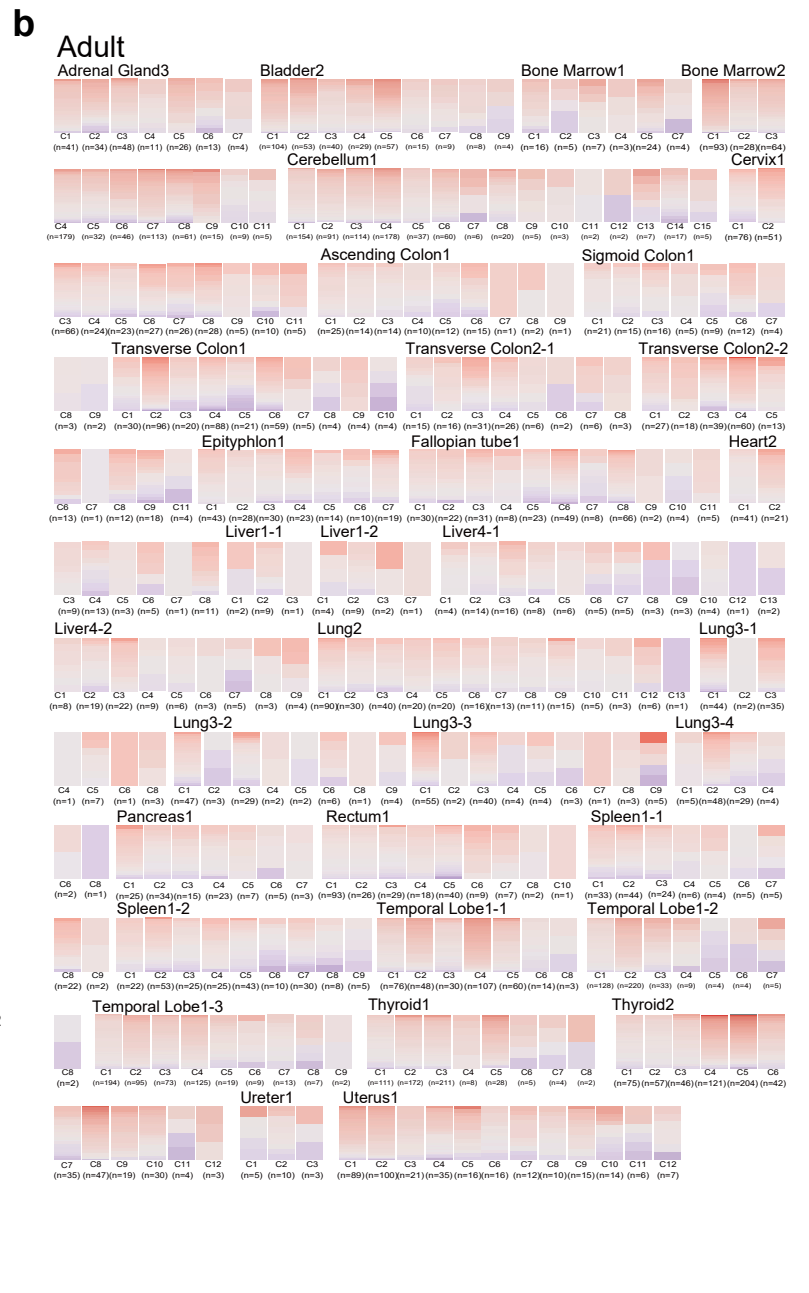 b
Adult
Adrenal Gland3 Bladder2 Bone Marrow1 Bone Marrow2
C1 C2 C3 C4 C5 C6 C7 C1 C2 C3 C4 C5 C6 C7 C8 C9 C1 C2 C3 C4 C5 C7 C1 C2 C3
(n=41) (n=34) (n=48) (n=11) (n=26) (n=13) (n=4) (n=104) (n=53) (n=40) (n=29) (n=57) (n=15) (n=9) (n=8) (n=4) (n=16) (n=5) (n=7) (n=3) (n=24) (n=4) (n=93) (n=28) (n=64)
Cerebellum1 Cervix1
C4 C5 C6 C7 C8 C9 C10 C11 C1 C2 C3 C4 C5 C6 C7 C8 C9 C10 C11 C12 C13 C14 C15 C1 C2
(n=179) (n=32) (n=46) (n=113) (n=61) (n=15) (n=9) (n=5) (n=154) (n=91) (n=114) (n=178) (n=37) (n=60) (n=6) (n=20) (n=5) (n=3) (n=2) (n=2) (n=7) (n=17) (n=5) (n=76) (n=51)
Ascending Colon1 Sigmoid Colon1
C3 C4 C5 C6 C7 C8 C9 C10 C11 C1 C2 C3 C4 C5 C6 C7 C8 C9 C1 C2 C3 C4 C5 C6 C7
(n=66) (n=24) (n=23) (n=27) (n=26) (n=28) (n=5) (n=10) (n=5) (n=25) (n=14) (n=14) (n=10) (n=12) (n=15) (n=1) (n=2) (n=1) (n=21) (n=15) (n=16) (n=5) (n=9) (n=12) (n=4)
Transverse Colon1 Transverse Colon2-1 Transverse Colon2-2
C8 C9 C1 C2 C3 C4 C5 C6 C7 C8 C9 C10 C1 C2 C3 C4 C5 C6 C7 C8 C1 C2 C3 C4 C5
(n=3) (n=2) (n=30) (n=96) (n=20) (n=88) (n=21) (n=59) (n=5) (n=4) (n=4) (n=4) (n=15) (n=16) (n=31) (n=26) (n=6) (n=2) (n=6) (n=3) (n=27) (n=18) (n=39) (n=60) (n=13)
Epityphlon1 Fallopian tube1 Heart2
C6 C7 C8 C9 C11 C1 C2 C3 C4 C5 C6 C7 C1 C2 C3 C4 C5 C6 C7 C8 C9 C10 C11 C1 C2
(n=13) (n=1) (n=12) (n=18) (n=4) (n=43) (n=28) (n=30) (n=23) (n=14) (n=10) (n=19) (n=30) (n=22) (n=31) (n=8) (n=23) (n=49) (n=8) (n=66) (n=2) (n=4) (n=5) (n=41) (n=21)
Liver1-1 Liver1-2 Liver4-1
C3 C4 C5 C6 C7 C8 C1 C2 C3 C1 C2 C3 C7 C1 C2 C3 C4 C5 C6 C7 C8 C9 C10 C12 C13
(n=9) (n=13) (n=3) (n=5) (n=1) (n=11) (n=2) (n=9) (n=1) (n=4) (n=9) (n=2) (n=1) (n=4) (n=14) (n=16) (n=8) (n=6) (n=5) (n=5) (n=3) (n=3) (n=4) (n=1) (n=2)
Liver4-2 Lung2 Lung3-1
C1 C2 C3 C4 C5 C6 C7 C8 C9 C1 C2 C3 C4 C5 C6 C7 C8 C9 C10 C11 C12 C13 C1 C2 C3
(n=8) (n=19) (n=22) (n=9) (n=6) (n=3) (n=5) (n=3) (n=4) (n=90) (n=30) (n=40) (n=20) (n=20) (n=16) (n=13) (n=11) (n=15) (n=5) (n=3) (n=6) (n=1) (n=44) (n=2) (n=35)
Lung3-2 Lung3-3 Lung3-4
C4 C5 C6 C8 C1 C2 C3 C4 C5 C6 C8 C9 C1 C2 C3 C4 C5 C6 C7 C8 C9 C1 C2 C3 C4
(n=1) (n=7) (n=1) (n=3) (n=47) (n=3) (n=29) (n=2) (n=2) (n=6) (n=1) (n=4) (n=55) (n=2) (n=40) (n=4) (n=4) (n=3) (n=1) (n=3) (n=5) (n=5) (n=48) (n=29) (n=4)
Pancreas1 Rectum1 Spleen1-1
C6 C8 C1 C2 C3 C4 C5 C6 C7 C1 C2 C3 C4 C5 C6 C7 C8 C10 C1 C2 C3 C4 C5 C6 C7
(n=2) (n=1) (n=25) (n=34) (n=15) (n=23) (n=7) (n=5) (n=3) (n=93) (n=26) (n=29) (n=18) (n=40) (n=9) (n=7) (n=2) (n=1) (n=33) (n=44) (n=24) (n=6) (n=4) (n=5) (n=5)
Spleen1-2 Temporal Lobe1-1 Temporal Lobe1-2
C8 C9 C1 C2 C3 C4 C5 C6 C7 C8 C9 C1 C2 C3 C4 C5 C6 C8 C1 C2 C3 C4 C5 C6 C7
(n=22) (n=2) (n=22) (n=53) (n=25) (n=25) (n=43) (n=10) (n=30) (n=8) (n=5) (n=76) (n=48) (n=30) (n=107) (n=60) (n=14) (n=3) (n=128) (n=220) (n=33) (n=9) (n=4) (n=4) (n=5)
Temporal Lobe1-3 Thyroid1 Thyroid2
C8 C1 C2 C3 C4 C5 C6 C7 C8 C9 C1 C2 C3 C4 C5 C6 C7 C8 C1 C2 C3 C4 C5 C6
(n=2) (n=194) (n=95) (n=73) (n=125) (n=19) (n=9) (n=13) (n=7) (n=2) (n=111) (n=172) (n=211) (n=8) (n=28) (n=5) (n=4) (n=2) (n=75) (n=57) (n=46) (n=121) (n=204) (n=42)
Ureter1 Uterus1
C7 C8 C9 C10 C11 C12 C1 C2 C3 C1 C2 C3 C4 C5 C6 C7 C8 C9 C10 C11 C12
(n=35) (n=47) (n=19) (n=30) (n=4) (n=3) (n=5) (n=10) (n=3) (n=89) (n=100) (n=21) (n=35) (n=16) (n=16) (n=12) (n=10) (n=15) (n=14) (n=6) (n=7)